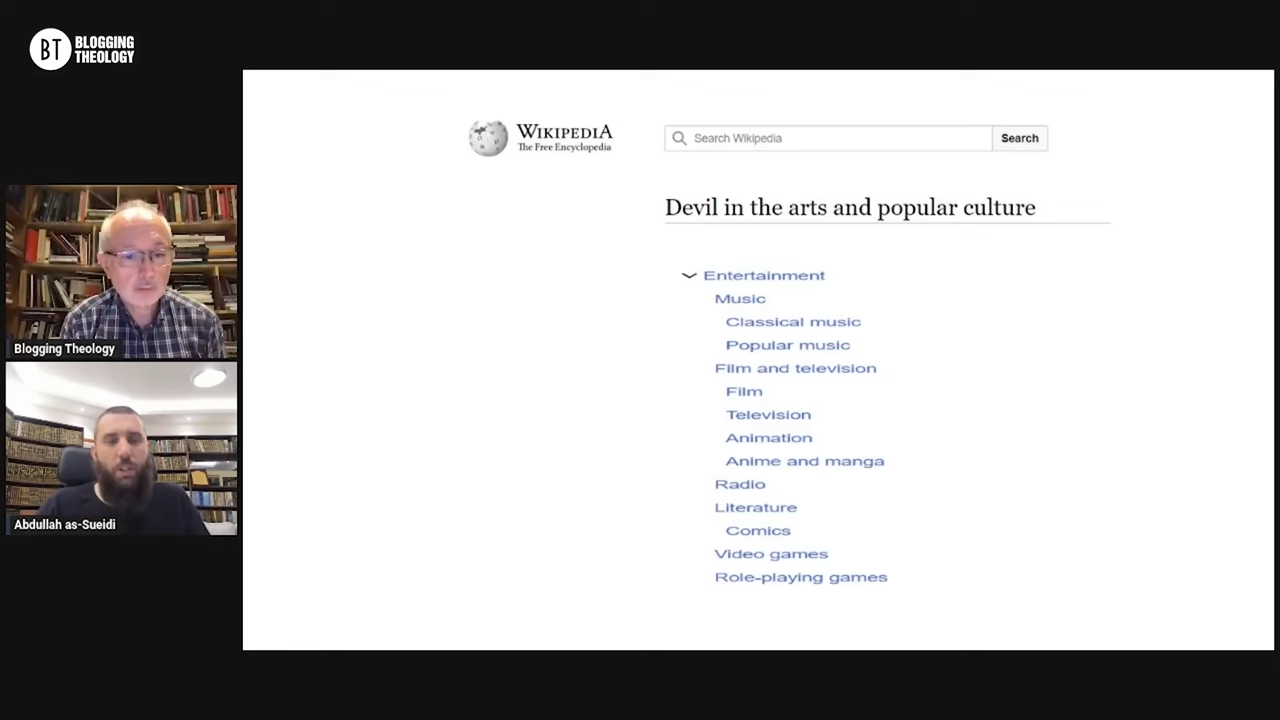 BT BLOGGING
THEOLOGY
WIKIPEDIA
The Free Encyclopedia
Search Wikipedia
Search
Devil in the arts and popular culture
Entertainment
Music
Classical music
Popular music
Film and television
Film
Television
Animation
Anime and manga
Radio
Literature
Comics
Video games
Role-playing games
Blogging Theology
Abdullah as-Sueidi